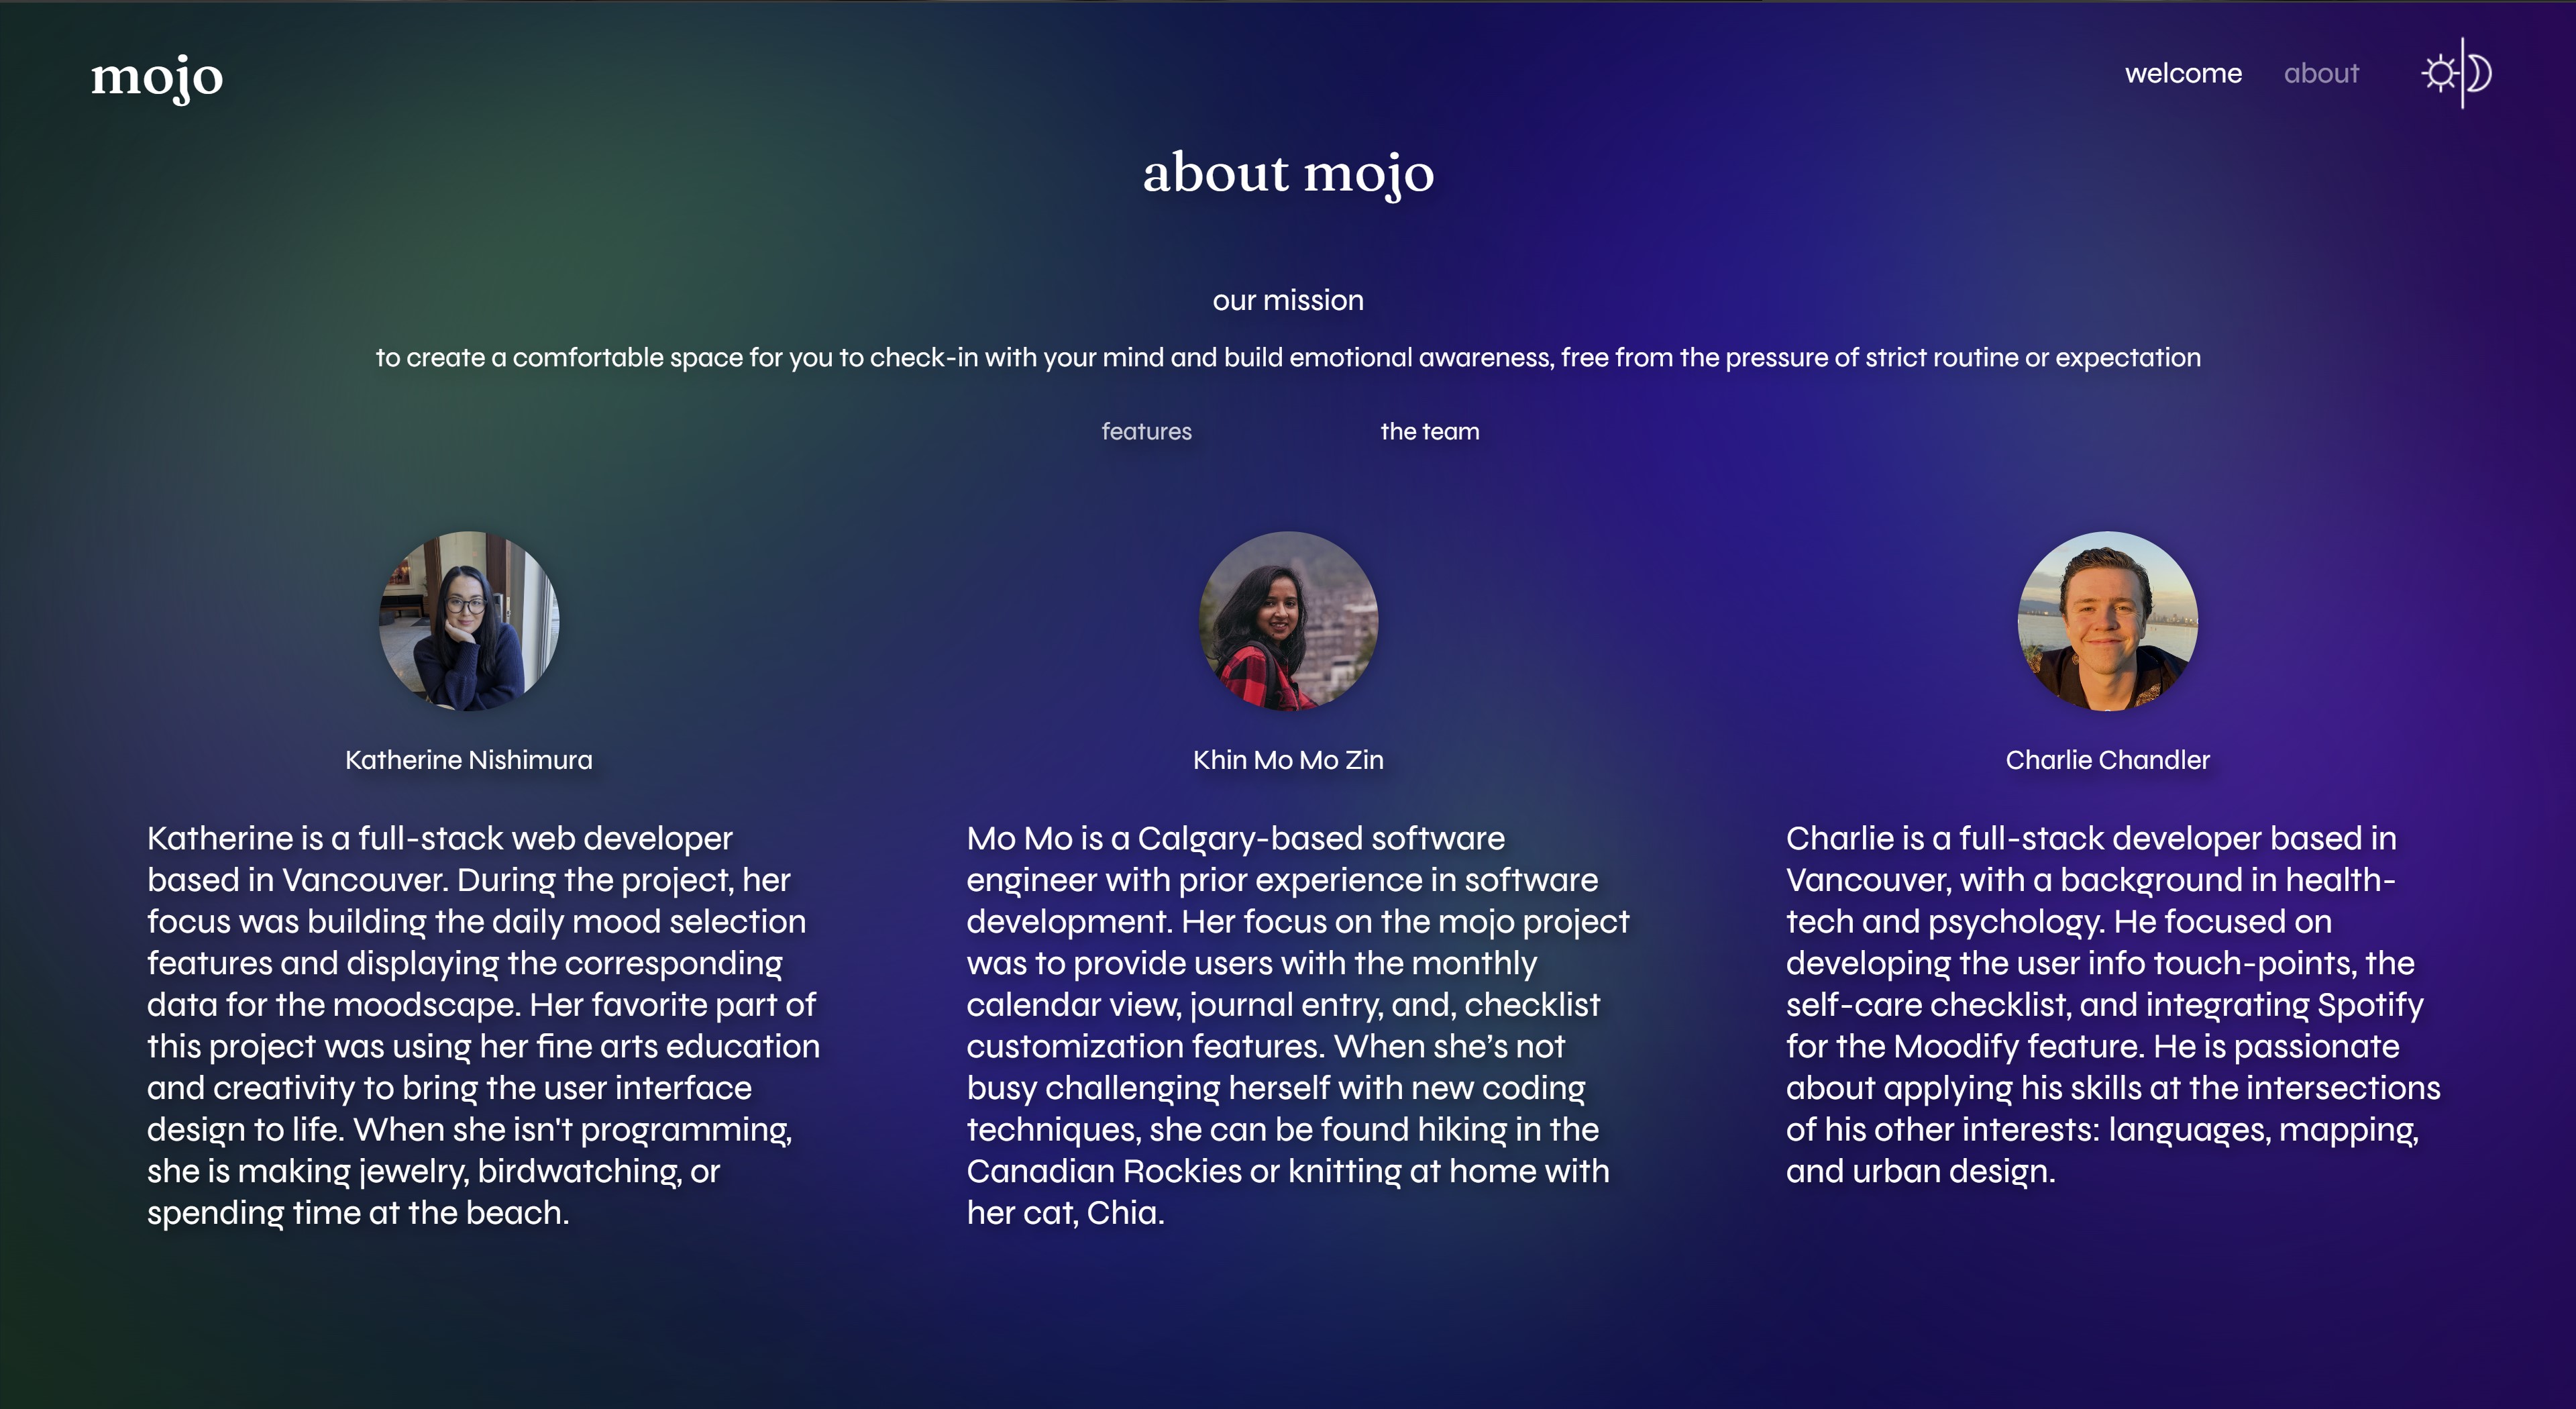 mojo
welcome about
about mojo
our mission
to create a comfortable space for you to check-in with your mind and build emotional awareness, free from the pressure of strict routine or expectation
features the team
Katherine Nishimura
Katherine is a full-stack web developer
based in Vancouver. During the project, her
focus was building the daily mood selection
features and displaying the corresponding
data for the moodscape. Her favorite part of
this project was using her fine arts education
and creativity to bring the user interface
design to life. When she isn't programming,
she is making jewelry, birdwatching, or
spending time at the beach.
Khin Mo Mo Zin
Mo Mo is a Calgary-based software
engineer with prior experience in software
development. Her focus on the mojo project
was to provide users with the monthly
calendar view, journal entry, and, checklist
customization features. When she’s not
busy challenging herself with new coding
techniques, she can be found hiking in the
Canadian Rockies or knitting at home with
her cat, Chia.
Charlie Chandler
Charlie is a full-stack developer based in
Vancouver, with a background in health-
tech and psychology. He focused on
developing the user info touch-points, the
self-care checklist, and integrating Spotify
for the Moodify feature. He is passionate
about applying his skills at the intersections
of his other interests: languages, mapping,
and urban design.